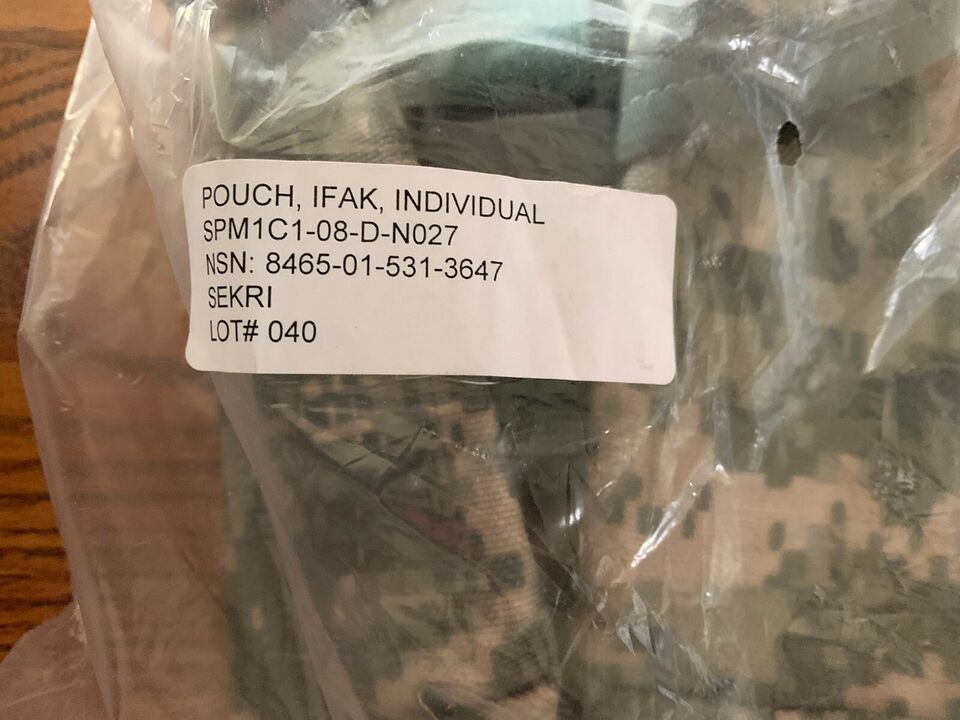 POUCH, IFAK, INDIVIDUAL
SPM1C1-08-D-N027
NSN: 8465-01-531-3647
SEKRI
LOT# 040